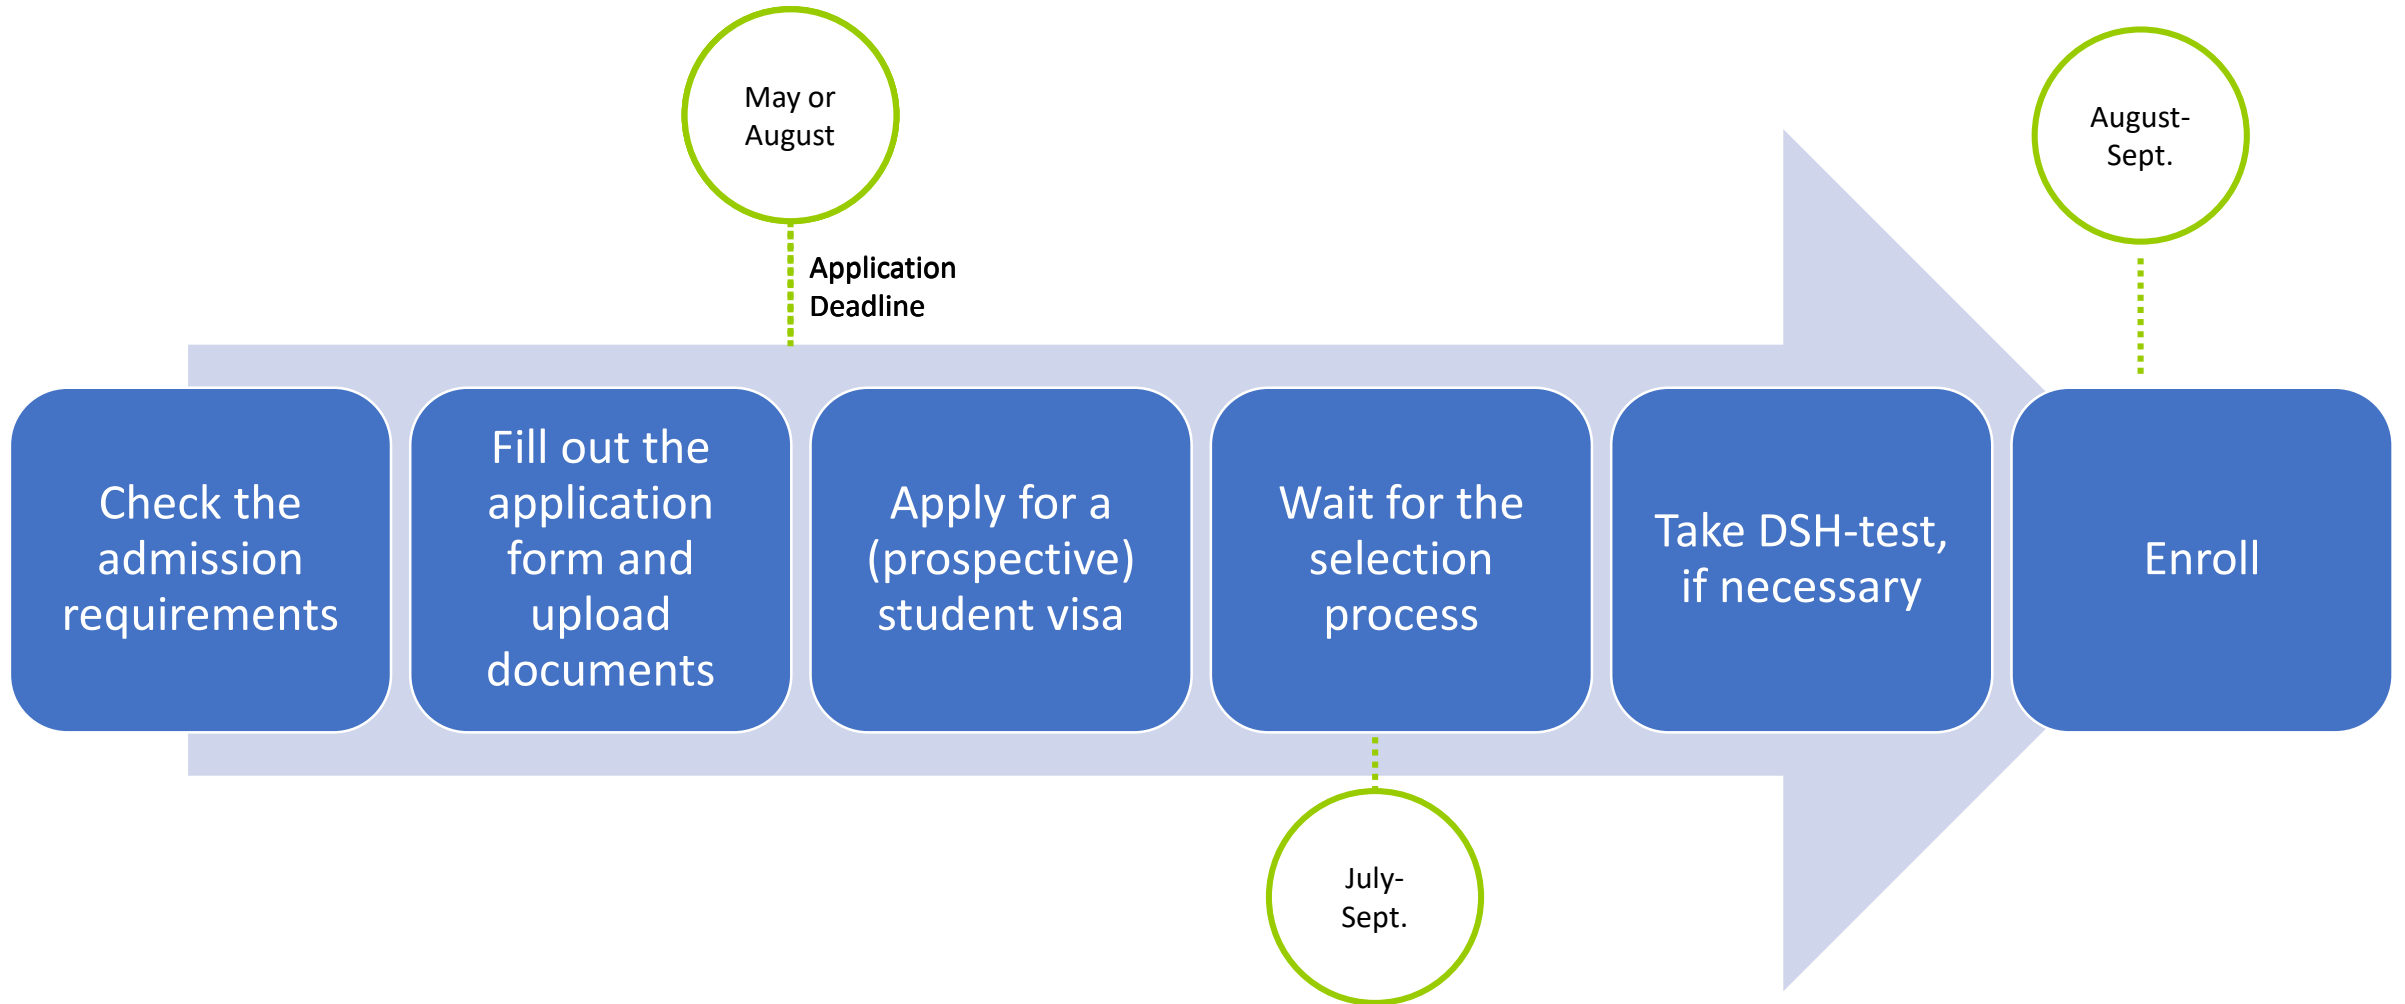 May or
August
August-
Sept.
Application
Deadline
Check the
admission
requirements
Fill out the
application
form and
upload
documents
Apply for a
(prospective)
student visa
Wait for the
selection
process
Take DSH-test,
if necessary
Enroll
July-
Sept.